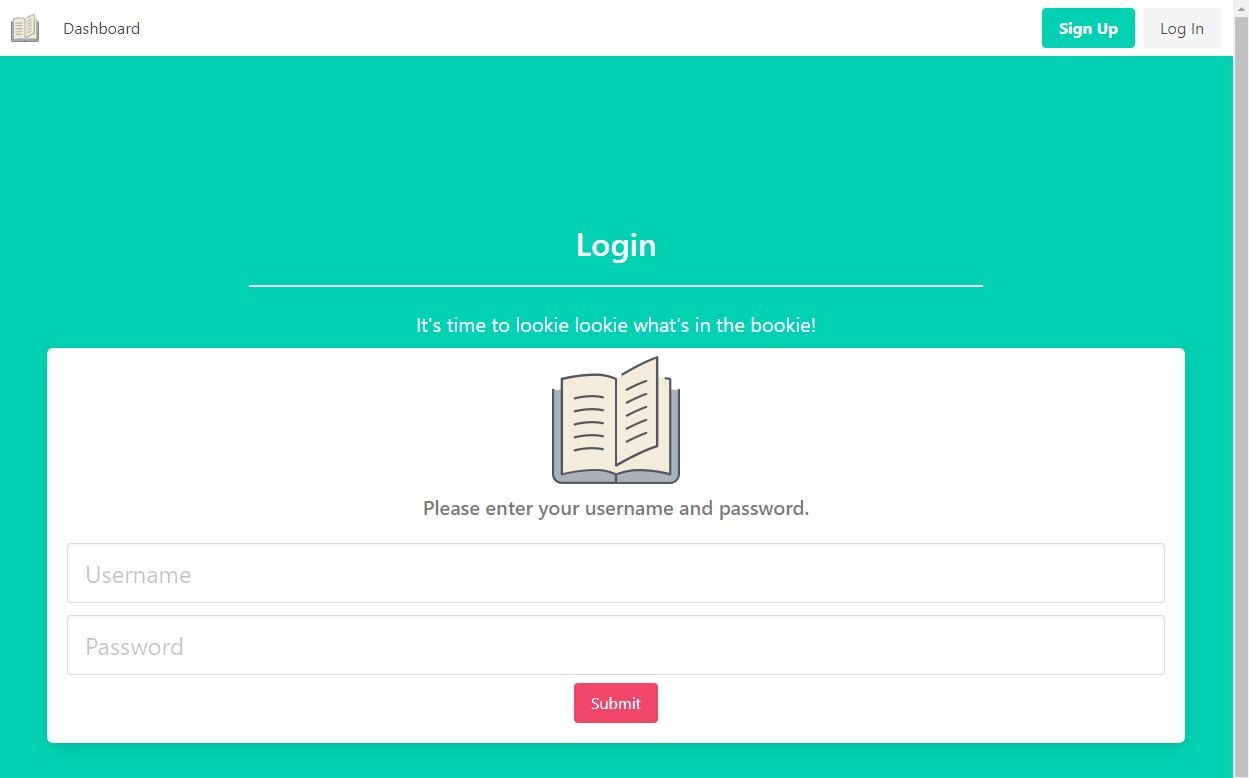 Dashboard
Sign Up
Log In
Login
It's time to lookie lookie what's in the bookie!
Please enter your username and password.
Username
Password
Submit